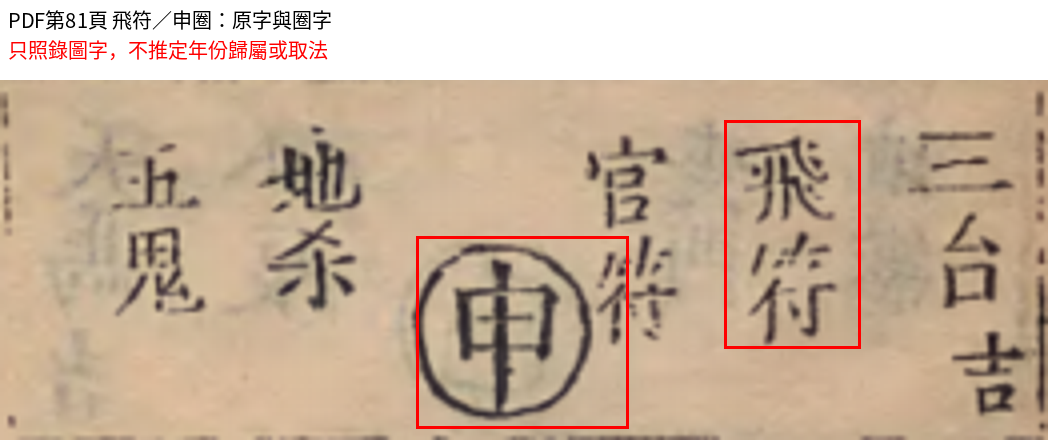 PDF第81頁 飛符／申圈：原字與圈字
只照錄圖字，不推定年份歸屬或取法
三台吉
飛符
官符
申
地杀
五鬼